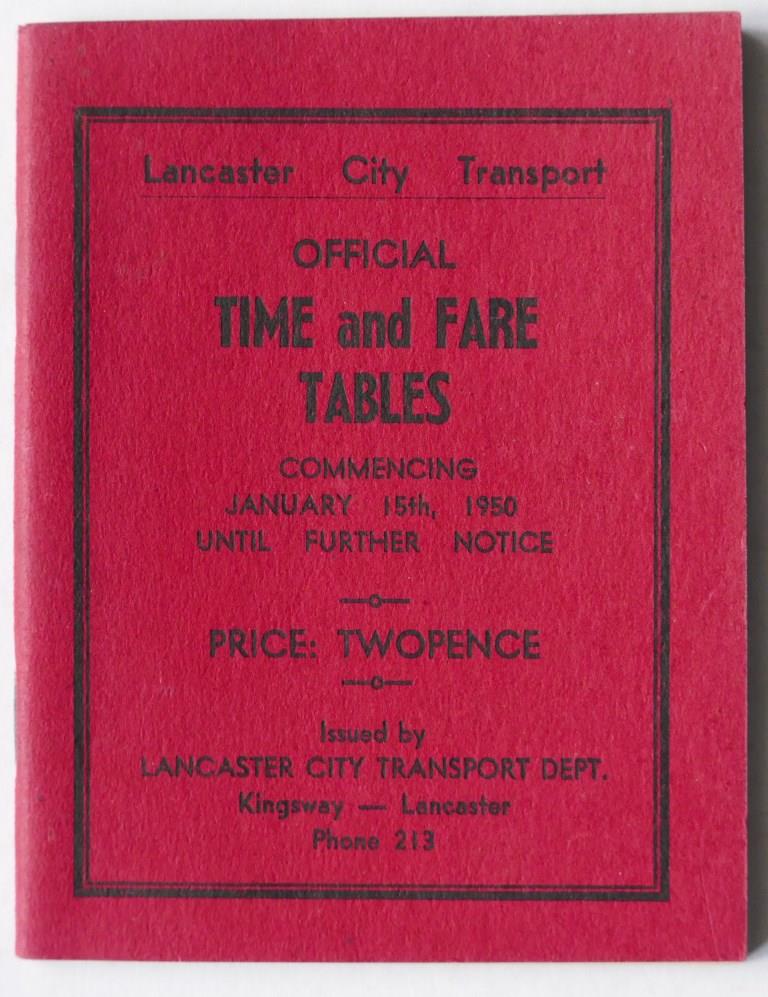 Lancaster City Transport
OFFICIAL
TIME and FARE
TABLES
COMMENCING
JANUARY 15th, 1950
UNTIL FURTHER NOTICE
PRICE: TWOPENCE
Issued by
LANCASTER CITY TRANSPORT DEPT.
Kingsway — Lancaster
Phone 213